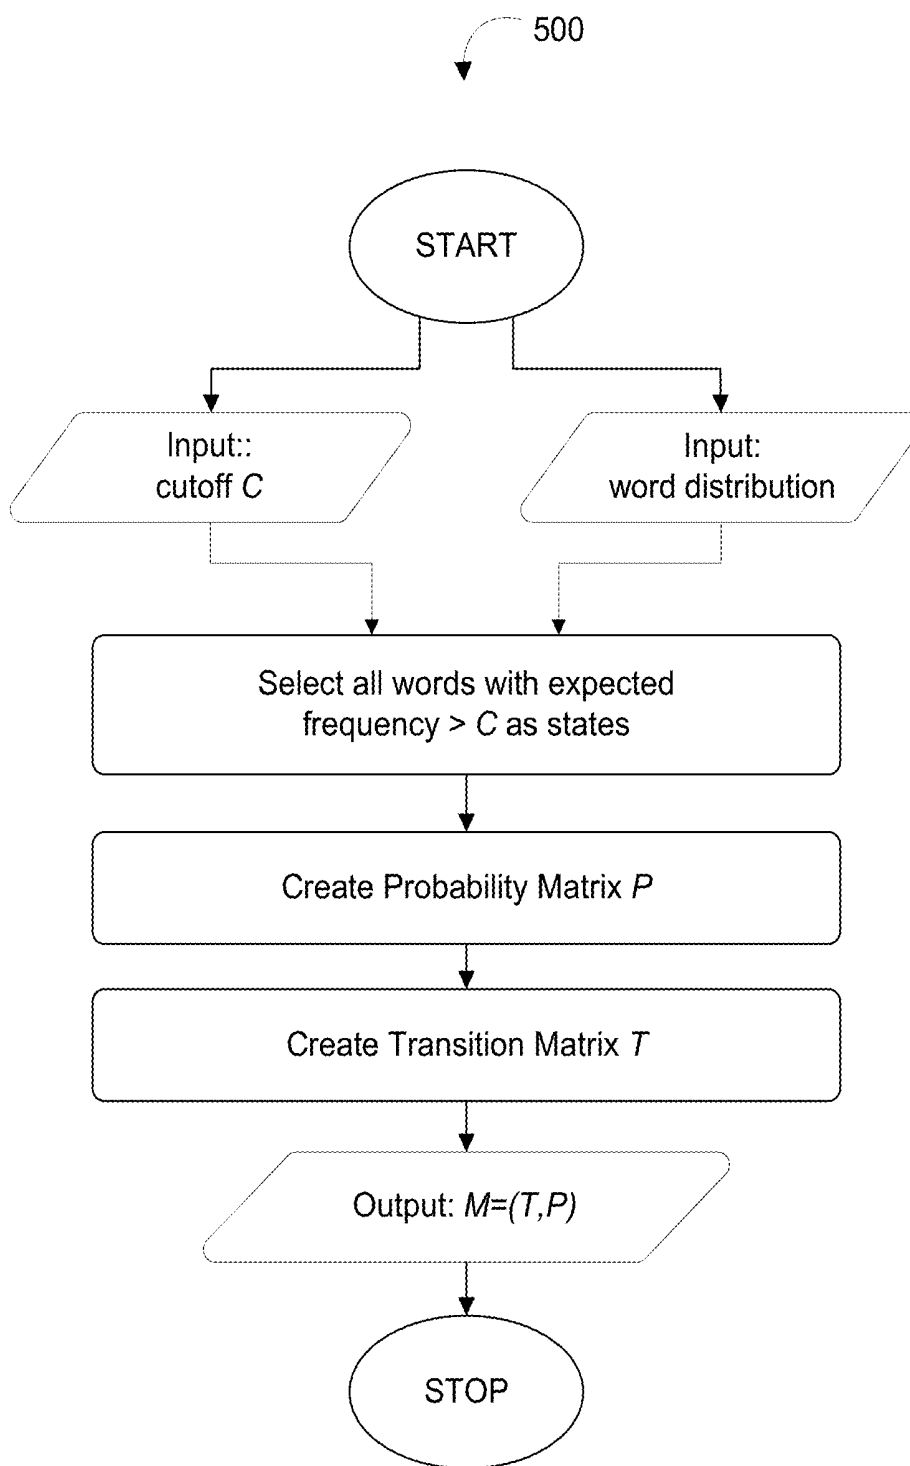 500
START
Input::
cutoff C
Input:
word distribution
Select all words with expected
frequency > C as states
Create Probability Matrix P
Create Transition Matrix T
Output: M=(T,P)
STOP